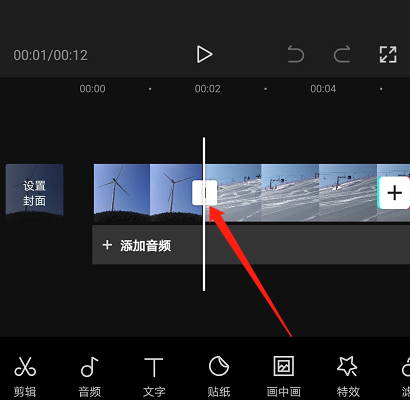 00:01/00:12
00:00
00:02
00:04
设置
封面
+ 添加音频
剪辑
音频
文字
贴纸
画中画
特效